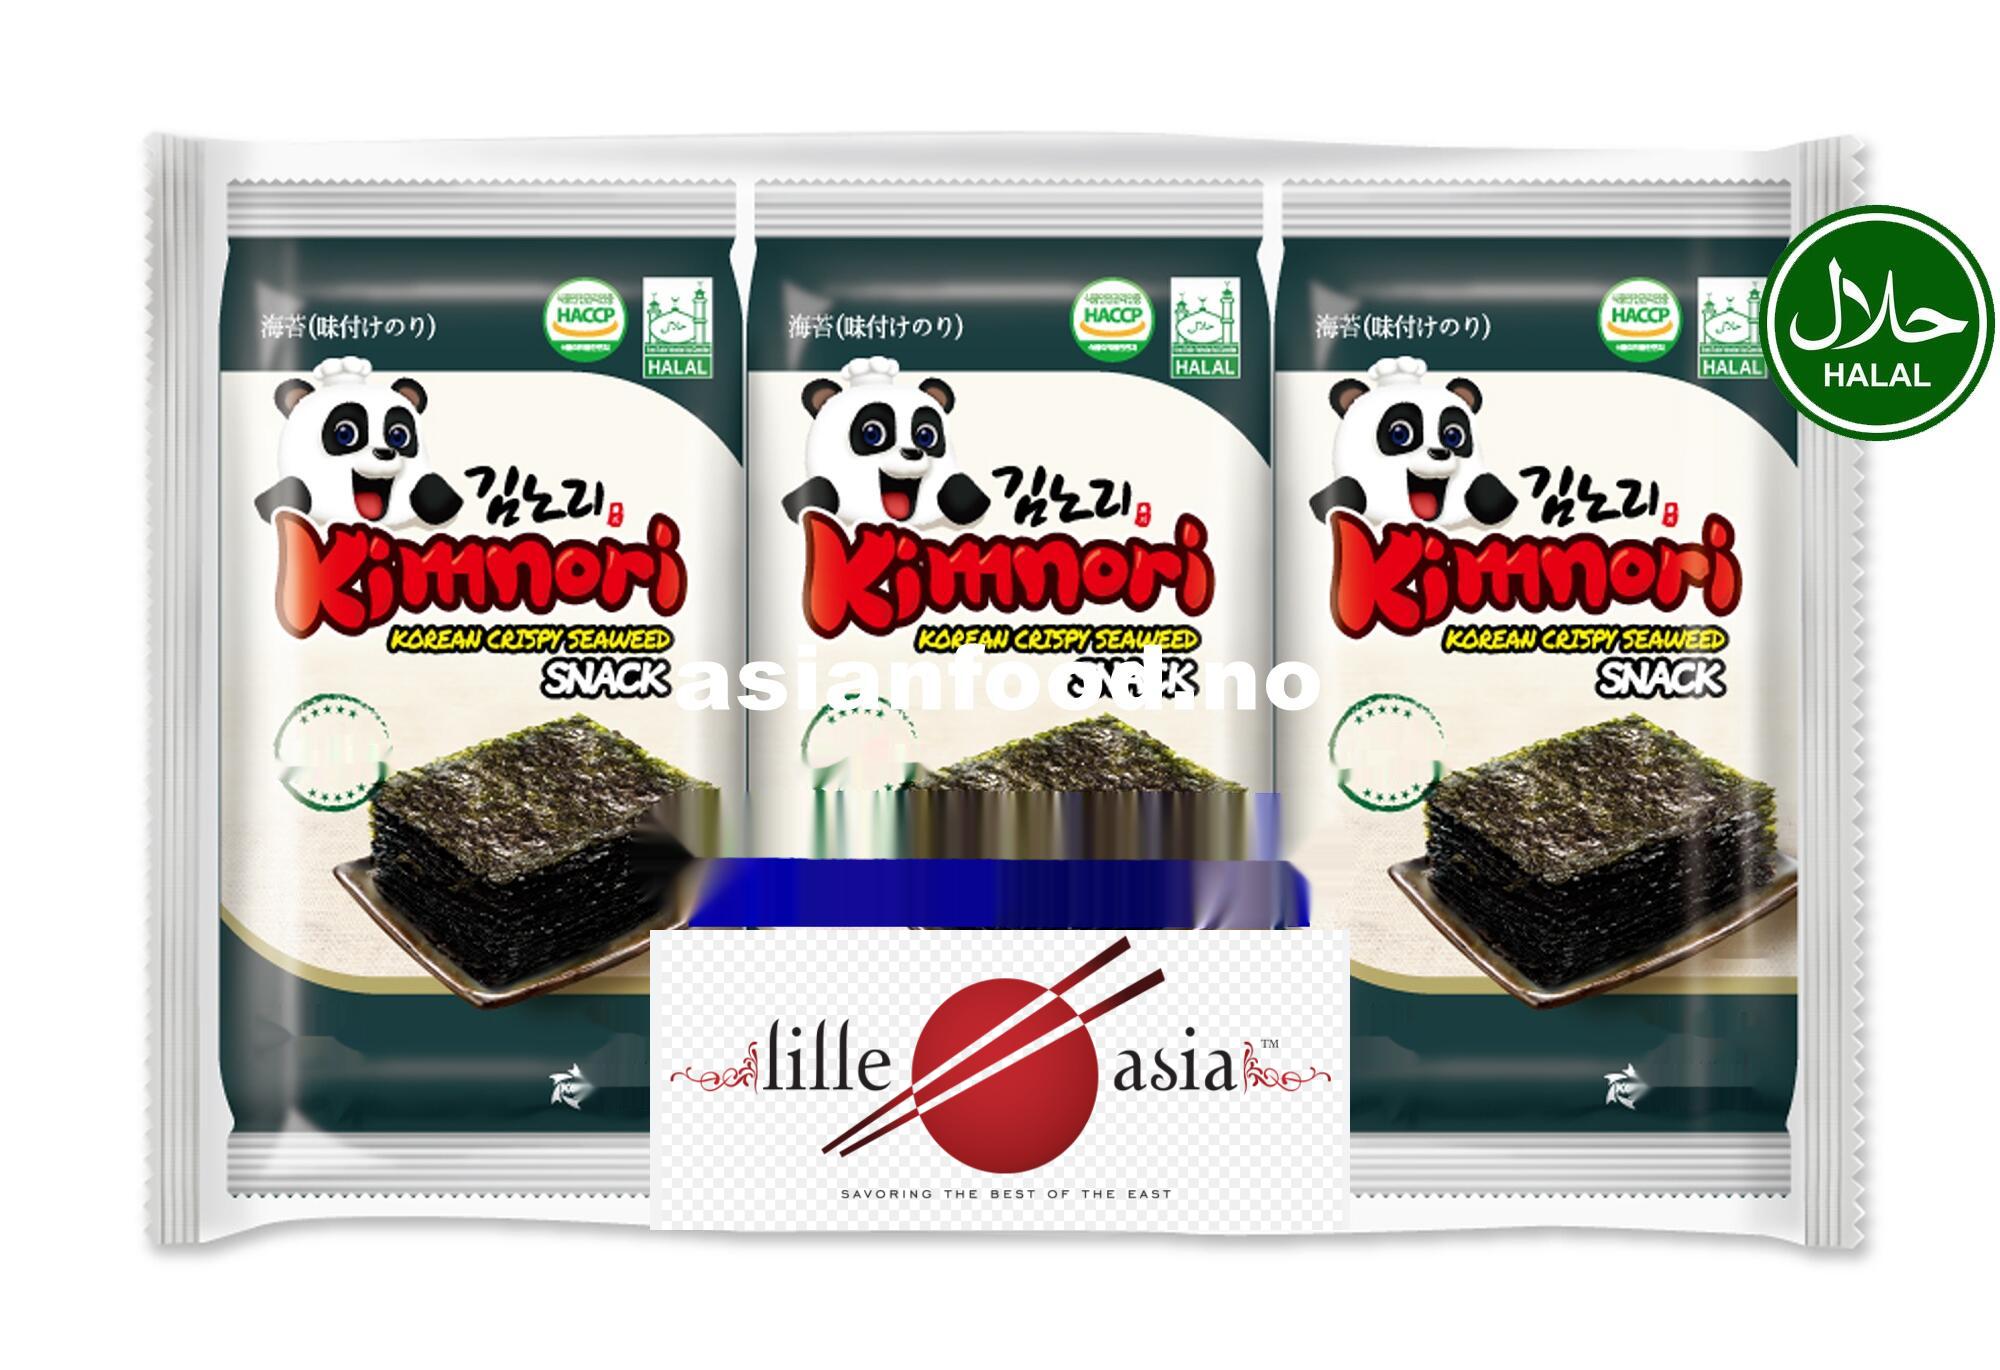 海苔(味付けのり)
HACCP
HALAL
김노리
Kimnori
KOREAN CRISPY SEAWEED
SNACK
海苔(味付けのり)
HACCP
HALAL
김노리
Kimnori
KOREAN CRISPY SEAWEED
SNACK
海苔(味付けのり)
HACCP
HALAL
김노리
Kimnori
KOREAN CRISPY SEAWEED
SNACK
حلال
HALAL
asianfood.no
lille asia™
SAVORING THE BEST OF THE EAST